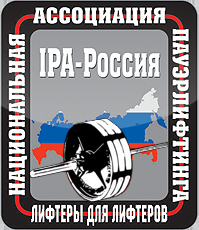 НАЦИОНАЛЬНАЯ
АССОЦИАЦИЯ
ПАУЭРЛИФТИНГА
IPA-Россия
ЛИФТЕРЫ ДЛЯ ЛИФТЕРОВ